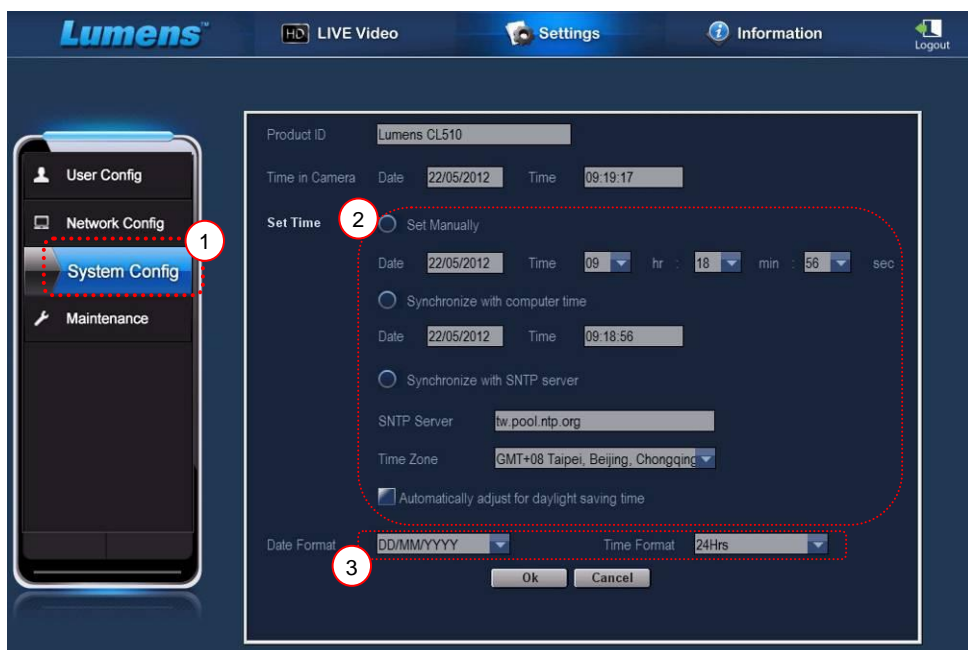 Lumens™ HD LIVE Video Settings Information Logout
Product ID Lumens CL510
User Config
Time in Camera Date 22/05/2012 Time 09:19:17
Network Config
Set Time 2 Set Manually
1
System Config
Date 22/05/2012 Time 09 hr : 18 min : 56 sec
Synchronize with computer time
Maintenance
Date 22/05/2012 Time 09:18:56
Synchronize with SNTP server
SNTP Server tw.pool.ntp.org
Time Zone GMT+08 Taipei, Beijing, Chongqing
Automatically adjust for daylight saving time
Date Format DD/MM/YYYY Time Format 24Hrs
3
Ok Cancel